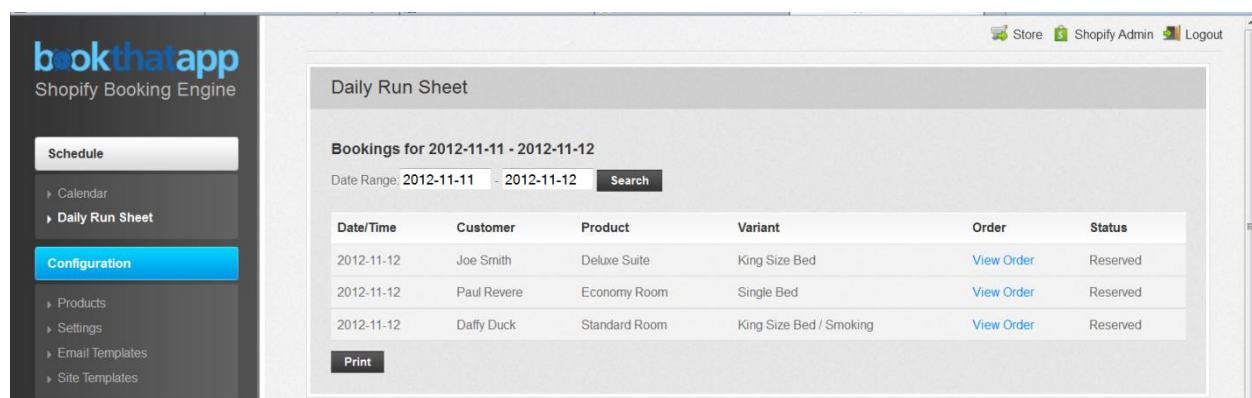 Store Shopify Admin Logout
bookthatapp
Shopify Booking Engine
Schedule
Calendar
Daily Run Sheet
Configuration
Products
Settings
Email Templates
Site Templates
Daily Run Sheet
Bookings for 2012-11-11 - 2012-11-12
Date Range: 2012-11-11 - 2012-11-12 Search
Date/Time Customer Product Variant Order Status
2012-11-12 Joe Smith Deluxe Suite King Size Bed View Order Reserved
2012-11-12 Paul Revere Economy Room Single Bed View Order Reserved
2012-11-12 Daffy Duck Standard Room King Size Bed / Smoking View Order Reserved
Print